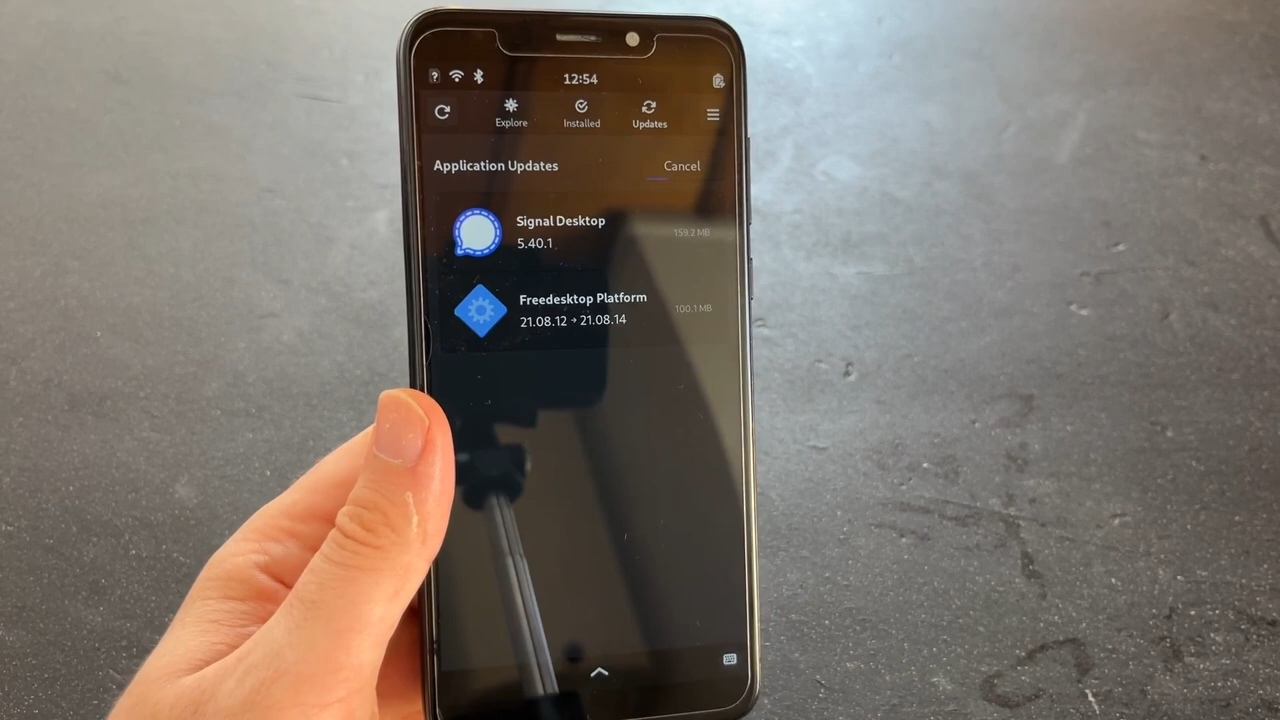 12:54
Explore
Installed
Updates
Application Updates
Cancel
Signal Desktop
5.40.1
159.2 MB
Freedesktop Platform
21.08.12 → 21.08.14
100.1 MB